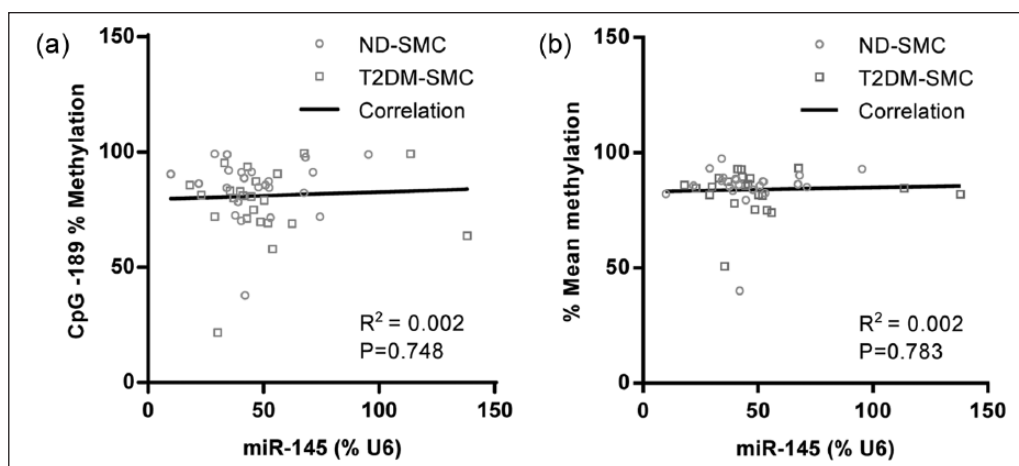 (a)
150
100
50
0
CpG -189 % Methylation
ND-SMC
T2DM-SMC
Correlation
R² = 0.002
P=0.748
0 50 100 150
miR-145 (% U6)
(b)
150
100
50
0
% Mean methylation
ND-SMC
T2DM-SMC
Correlation
R² = 0.002
P=0.783
0 50 100 150
miR-145 (% U6)